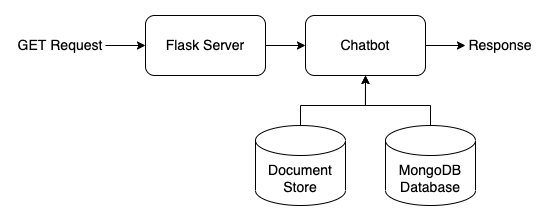 GET Request
Flask Server
Chatbot
Response
Document
Store
MongoDB
Database